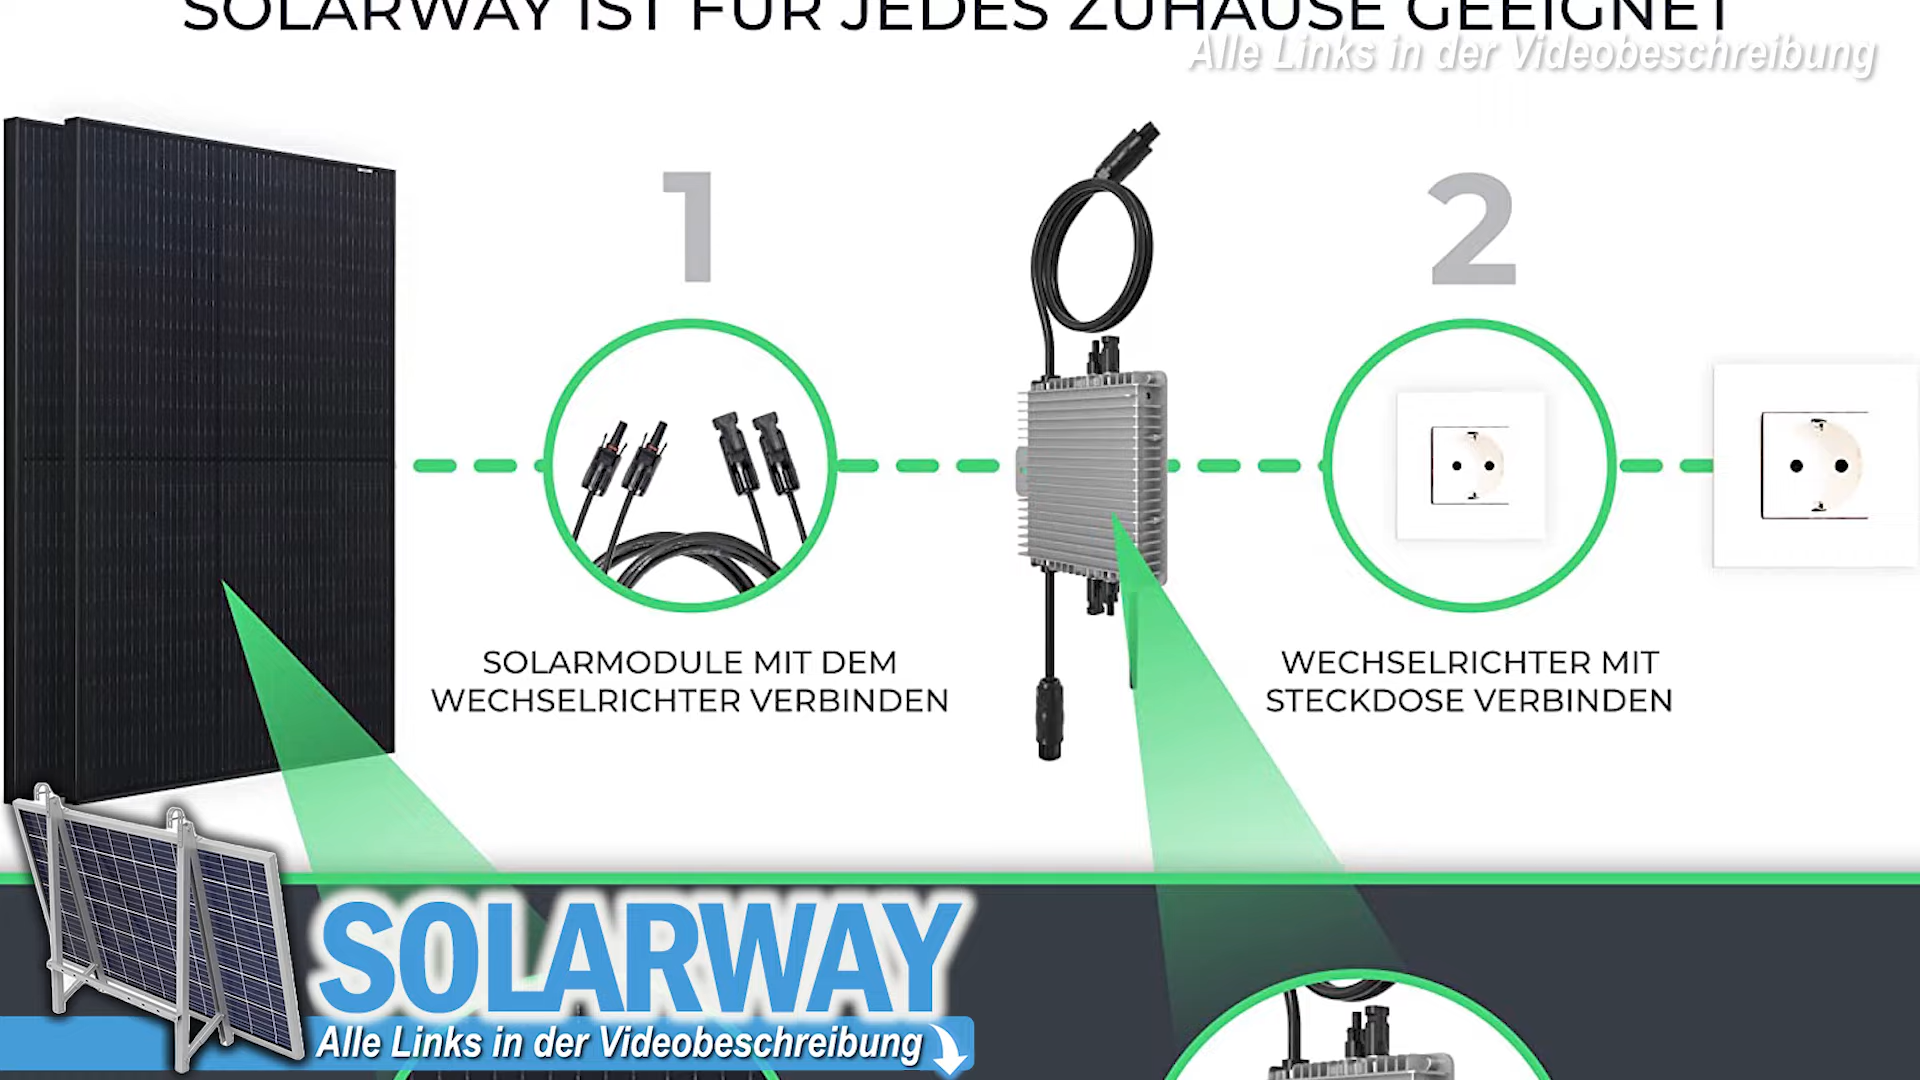 SOLARWAY IST FÜR JEDES ZUHAUSE GEEIGNET
Alle Links in der Videobeschreibung
1
2
SOLARMODULE MIT DEM
WECHSELRICHTER VERBINDEN
WECHSELRICHTER MIT
STECKDOSE VERBINDEN
SOLARWAY
Alle Links in der Videobeschreibung